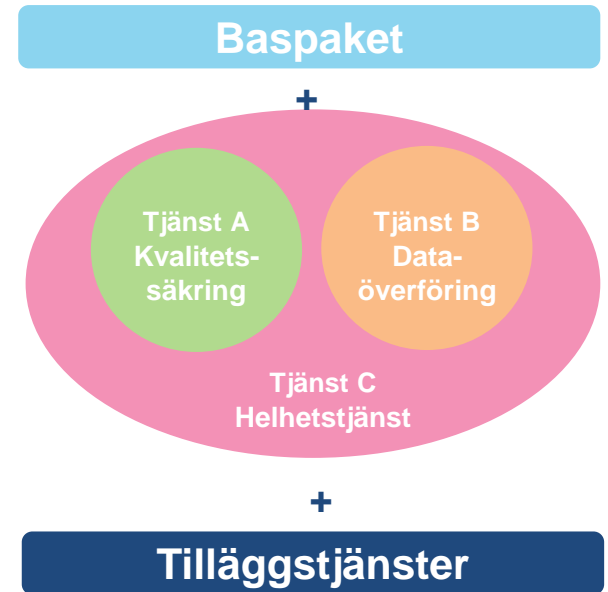 Baspaket
+
Tjänst A
Kvalitets-
säkring
Tjänst B
Data-
överföring
Tjänst C
Helhetstjänst
+
Tilläggstjänster